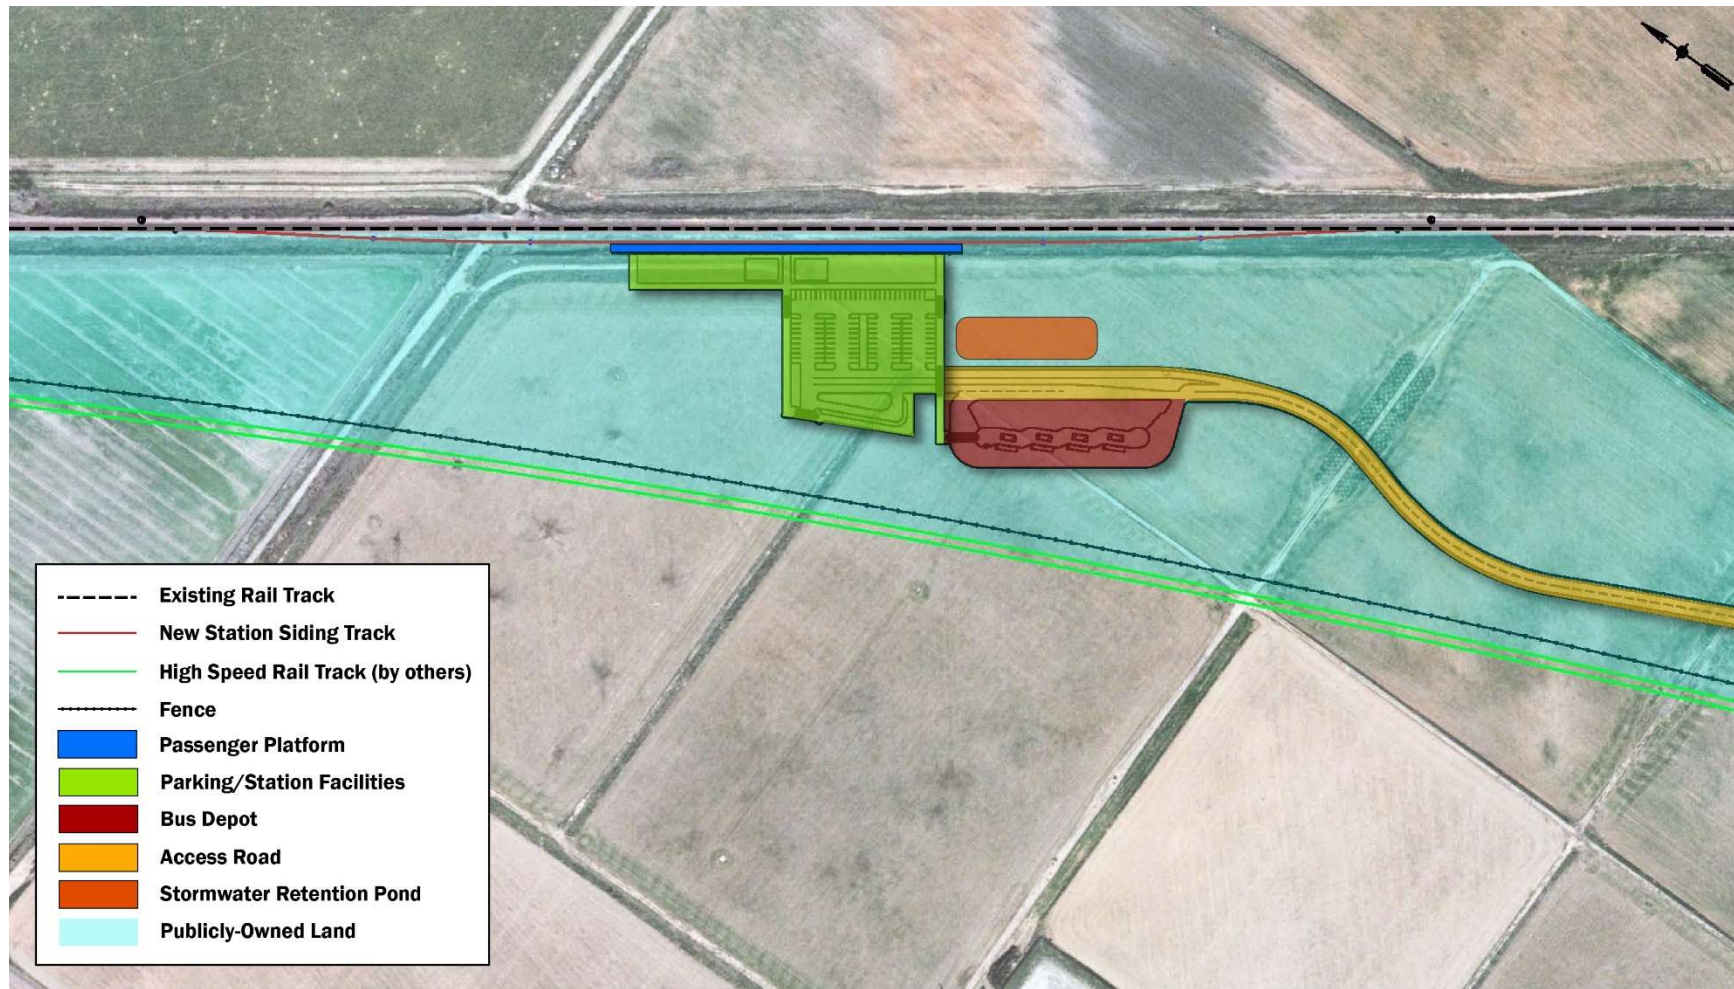 Existing Rail Track
New Station Siding Track
High Speed Rail Track (by others)
Fence
Passenger Platform
Parking/Station Facilities
Bus Depot
Access Road
Stormwater Retention Pond
Publicly-Owned Land